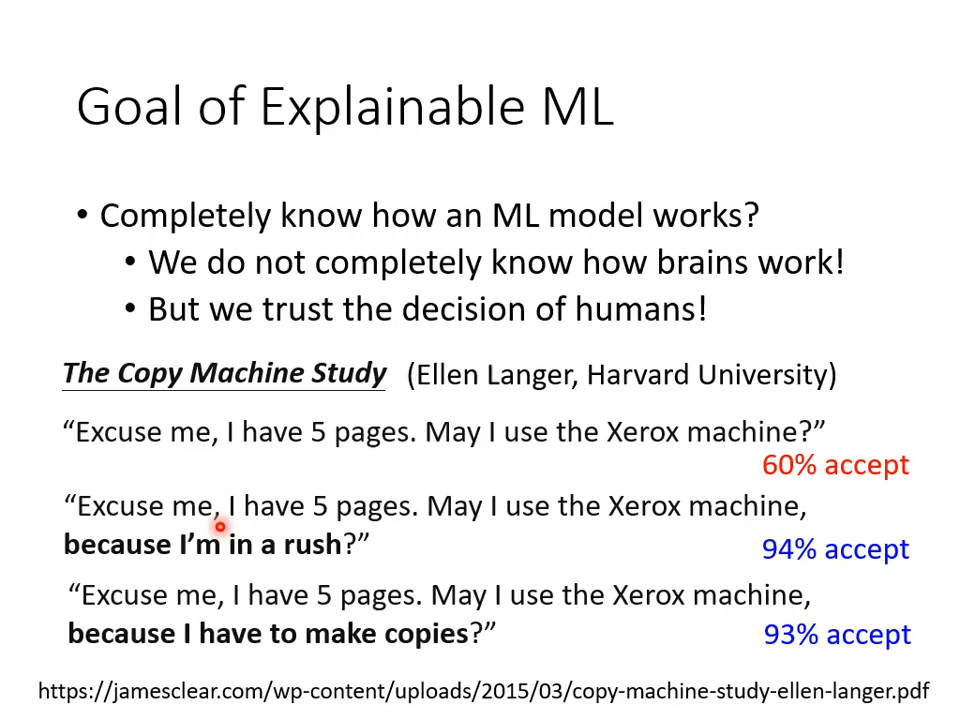 Goal of Explainable ML
• Completely know how an ML model works?
• We do not completely know how brains work!
• But we trust the decision of humans!
The Copy Machine Study (Ellen Langer, Harvard University)
“Excuse me, I have 5 pages. May I use the Xerox machine?”
60% accept
“Excuse me, I have 5 pages. May I use the Xerox machine,
because I’m in a rush?”
94% accept
“Excuse me, I have 5 pages. May I use the Xerox machine,
because I have to make copies?”
93% accept
https://jamesclear.com/wp-content/uploads/2015/03/copy-machine-study-ellen-langer.pdf